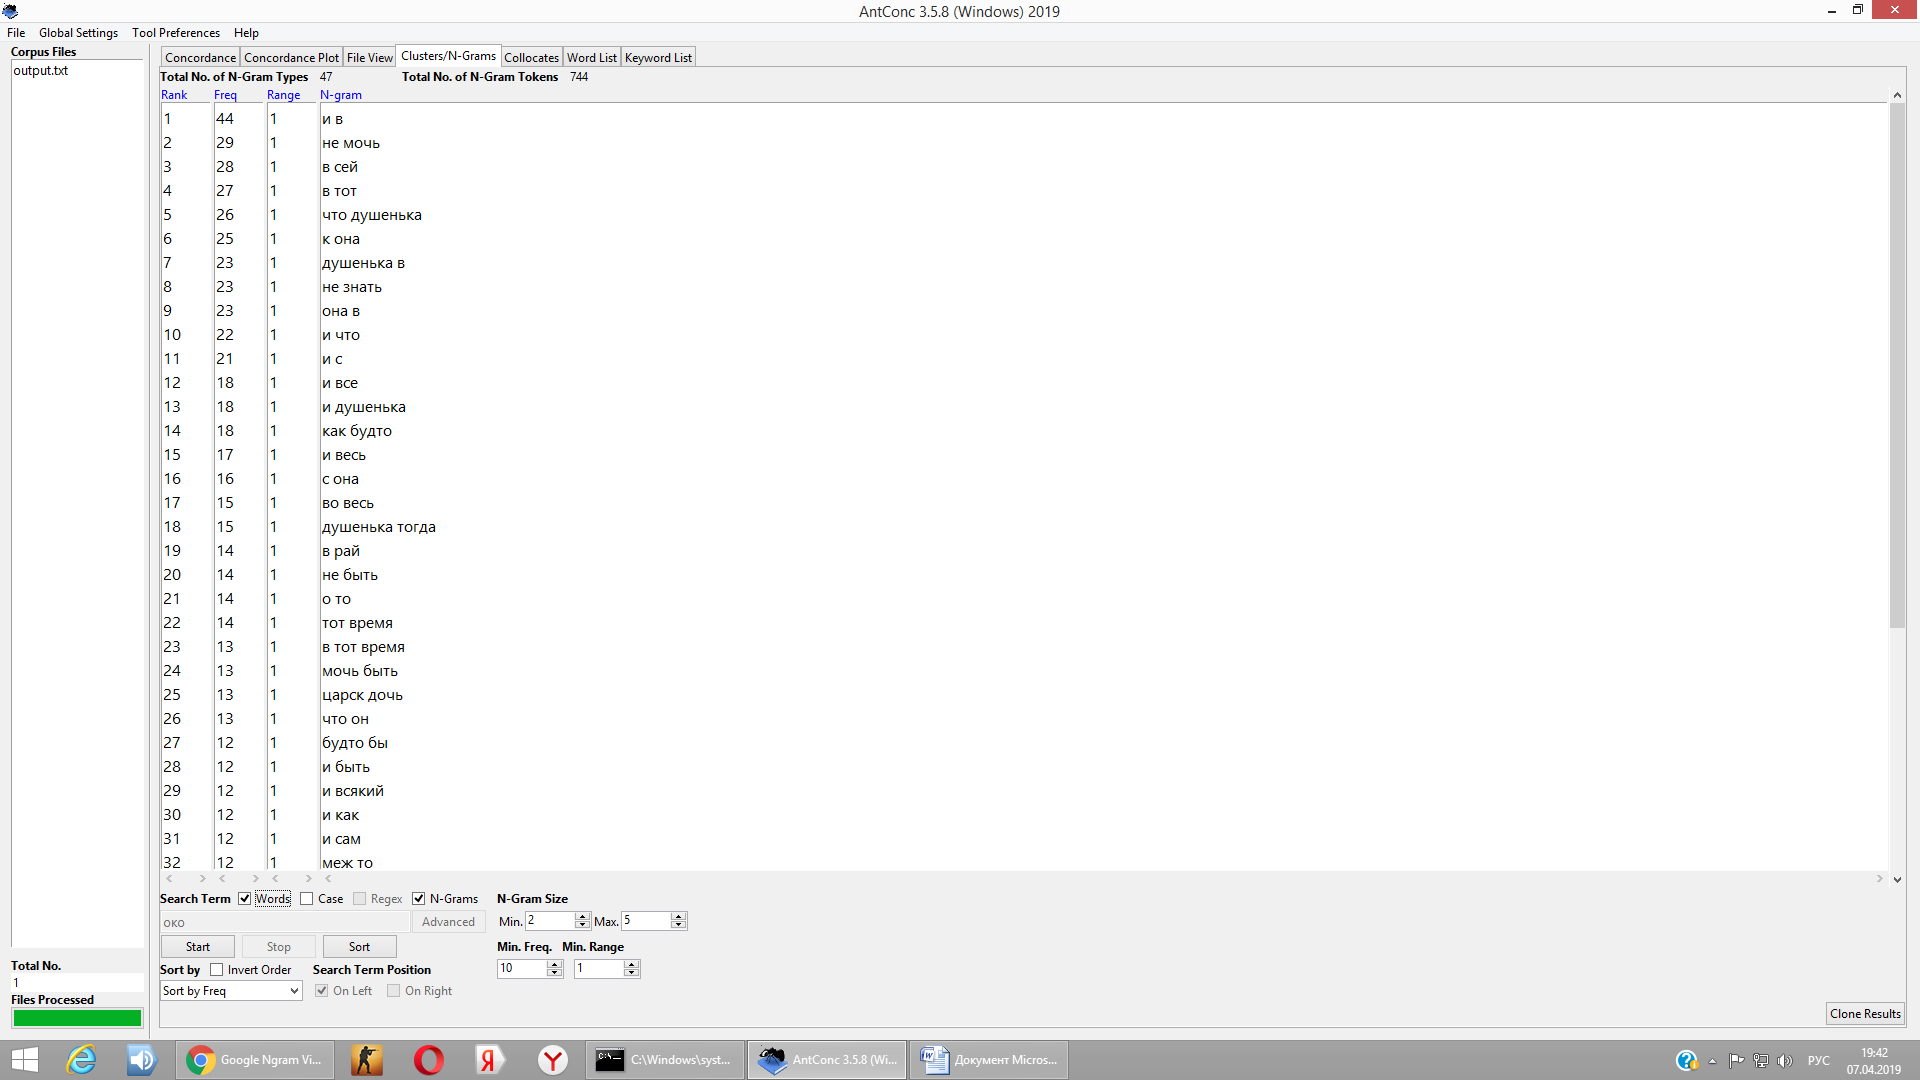 AntConc 3.5.8 (Windows) 2019
File Global Settings Tool Preferences Help
Corpus Files
output.txt
Concordance Concordance Plot File View Clusters/N-Grams Collocates Word List Keyword List
Total No. of N-Gram Types 47 Total No. of N-Gram Tokens 744
Rank Freq Range N-gram
1 44 1 и в
2 29 1 не мочь
3 28 1 в сей
4 27 1 в тот
5 26 1 что душенька
6 25 1 к она
7 23 1 душенька в
8 23 1 не знать
9 23 1 она в
10 22 1 и что
11 21 1 и с
12 18 1 и все
13 18 1 и душенька
14 18 1 как будто
15 17 1 и весь
16 16 1 с она
17 15 1 во весь
18 15 1 душенька тогда
19 14 1 в рай
20 14 1 не быть
21 14 1 о то
22 14 1 тот время
23 13 1 в тот время
24 13 1 мочь быть
25 13 1 царск дочь
26 13 1 что он
27 12 1 будто бы
28 12 1 и быть
29 12 1 и всякий
30 12 1 и как
31 12 1 и сам
32 12 1 меж то
Search Term Words Case Regex N-Grams N-Gram Size
око Advanced Min. 2 Max. 5
Start Stop Sort Min. Freq. Min. Range
10 1
Total No.
1
Files Processed
Sort by Invert Order Search Term Position
Sort by Freq On Left On Right
Clone Results
Google Ngram Vi... C:\Windows\syst... AntConc 3.5.8 (Wi... Документ Micros... РУС
19:42
07.04.2019